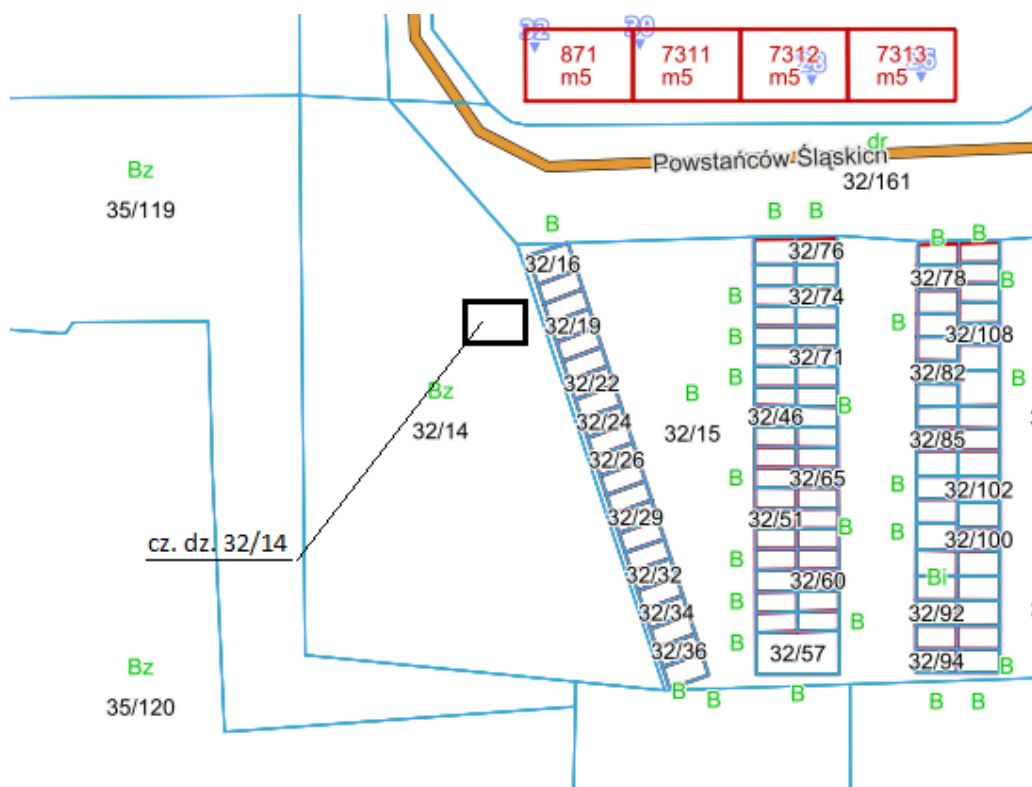 32
30
28
26
871
m5
7311
m5
7312
m5
7313
m5
dr
Powstańców Śląskich
32/161
Bz
35/119
B
B
B
B
B
32/16
32/76
32/78
B
32/19
B
32/74
B
32/108
B
32/71
32/22
B
Bz
B
32/82
B
32/14
32/24
32/15
32/46
B
32/85
32/26
B
32/65
B
32/102
32/29
32/51
B
B
32/100
cz. dz. 32/14
32/32
B
32/60
Bi
32/34
B
B
32/92
32/36
B
32/57
32/94
B
Bz
35/120
B
B
B
B
B